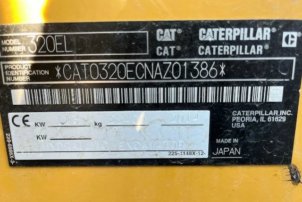 MODEL 320EL CAT CATERPILLAR C
CAT CATERPILLAR
PRODUCT IDENTIFICATION NUMBER *CAT0320ECNAZ01386*
CE
KW kg
KW
CATERPILLAR INC.
PEORIA, IL 61629
USA
MADE IN
JAPAN